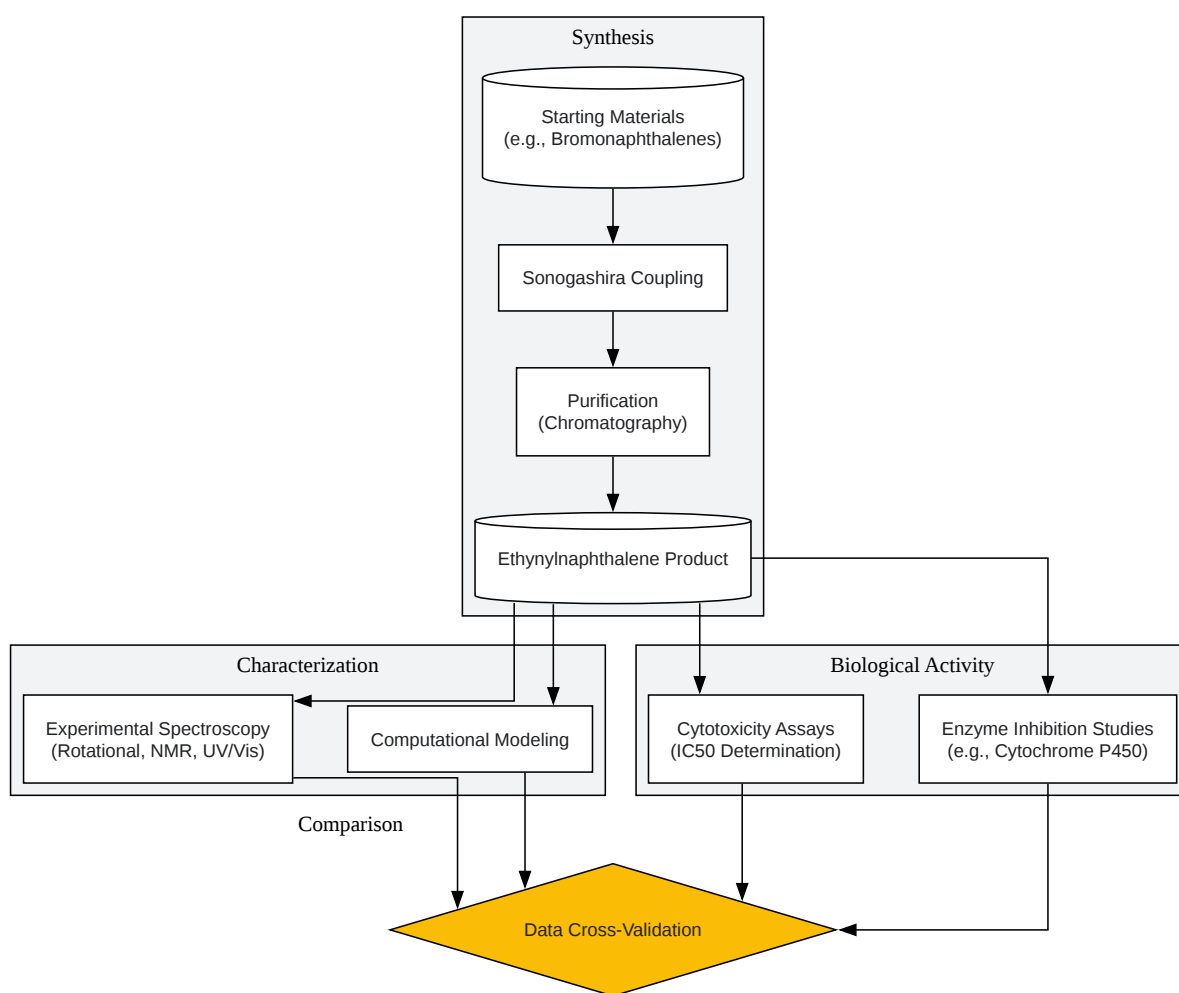 Synthesis
Starting Materials
(e.g., Bromonaphthalenes)
Sonogashira Coupling
Purification
(Chromatography)
Ethynylnaphthalene Product
Characterization
Experimental Spectroscopy
(Rotational, NMR, UV/Vis)
Computational Modeling
Biological Activity
Cytotoxicity Assays
(IC50 Determination)
Enzyme Inhibition Studies
(e.g., Cytochrome P450)
Comparison
Data Cross-Validation